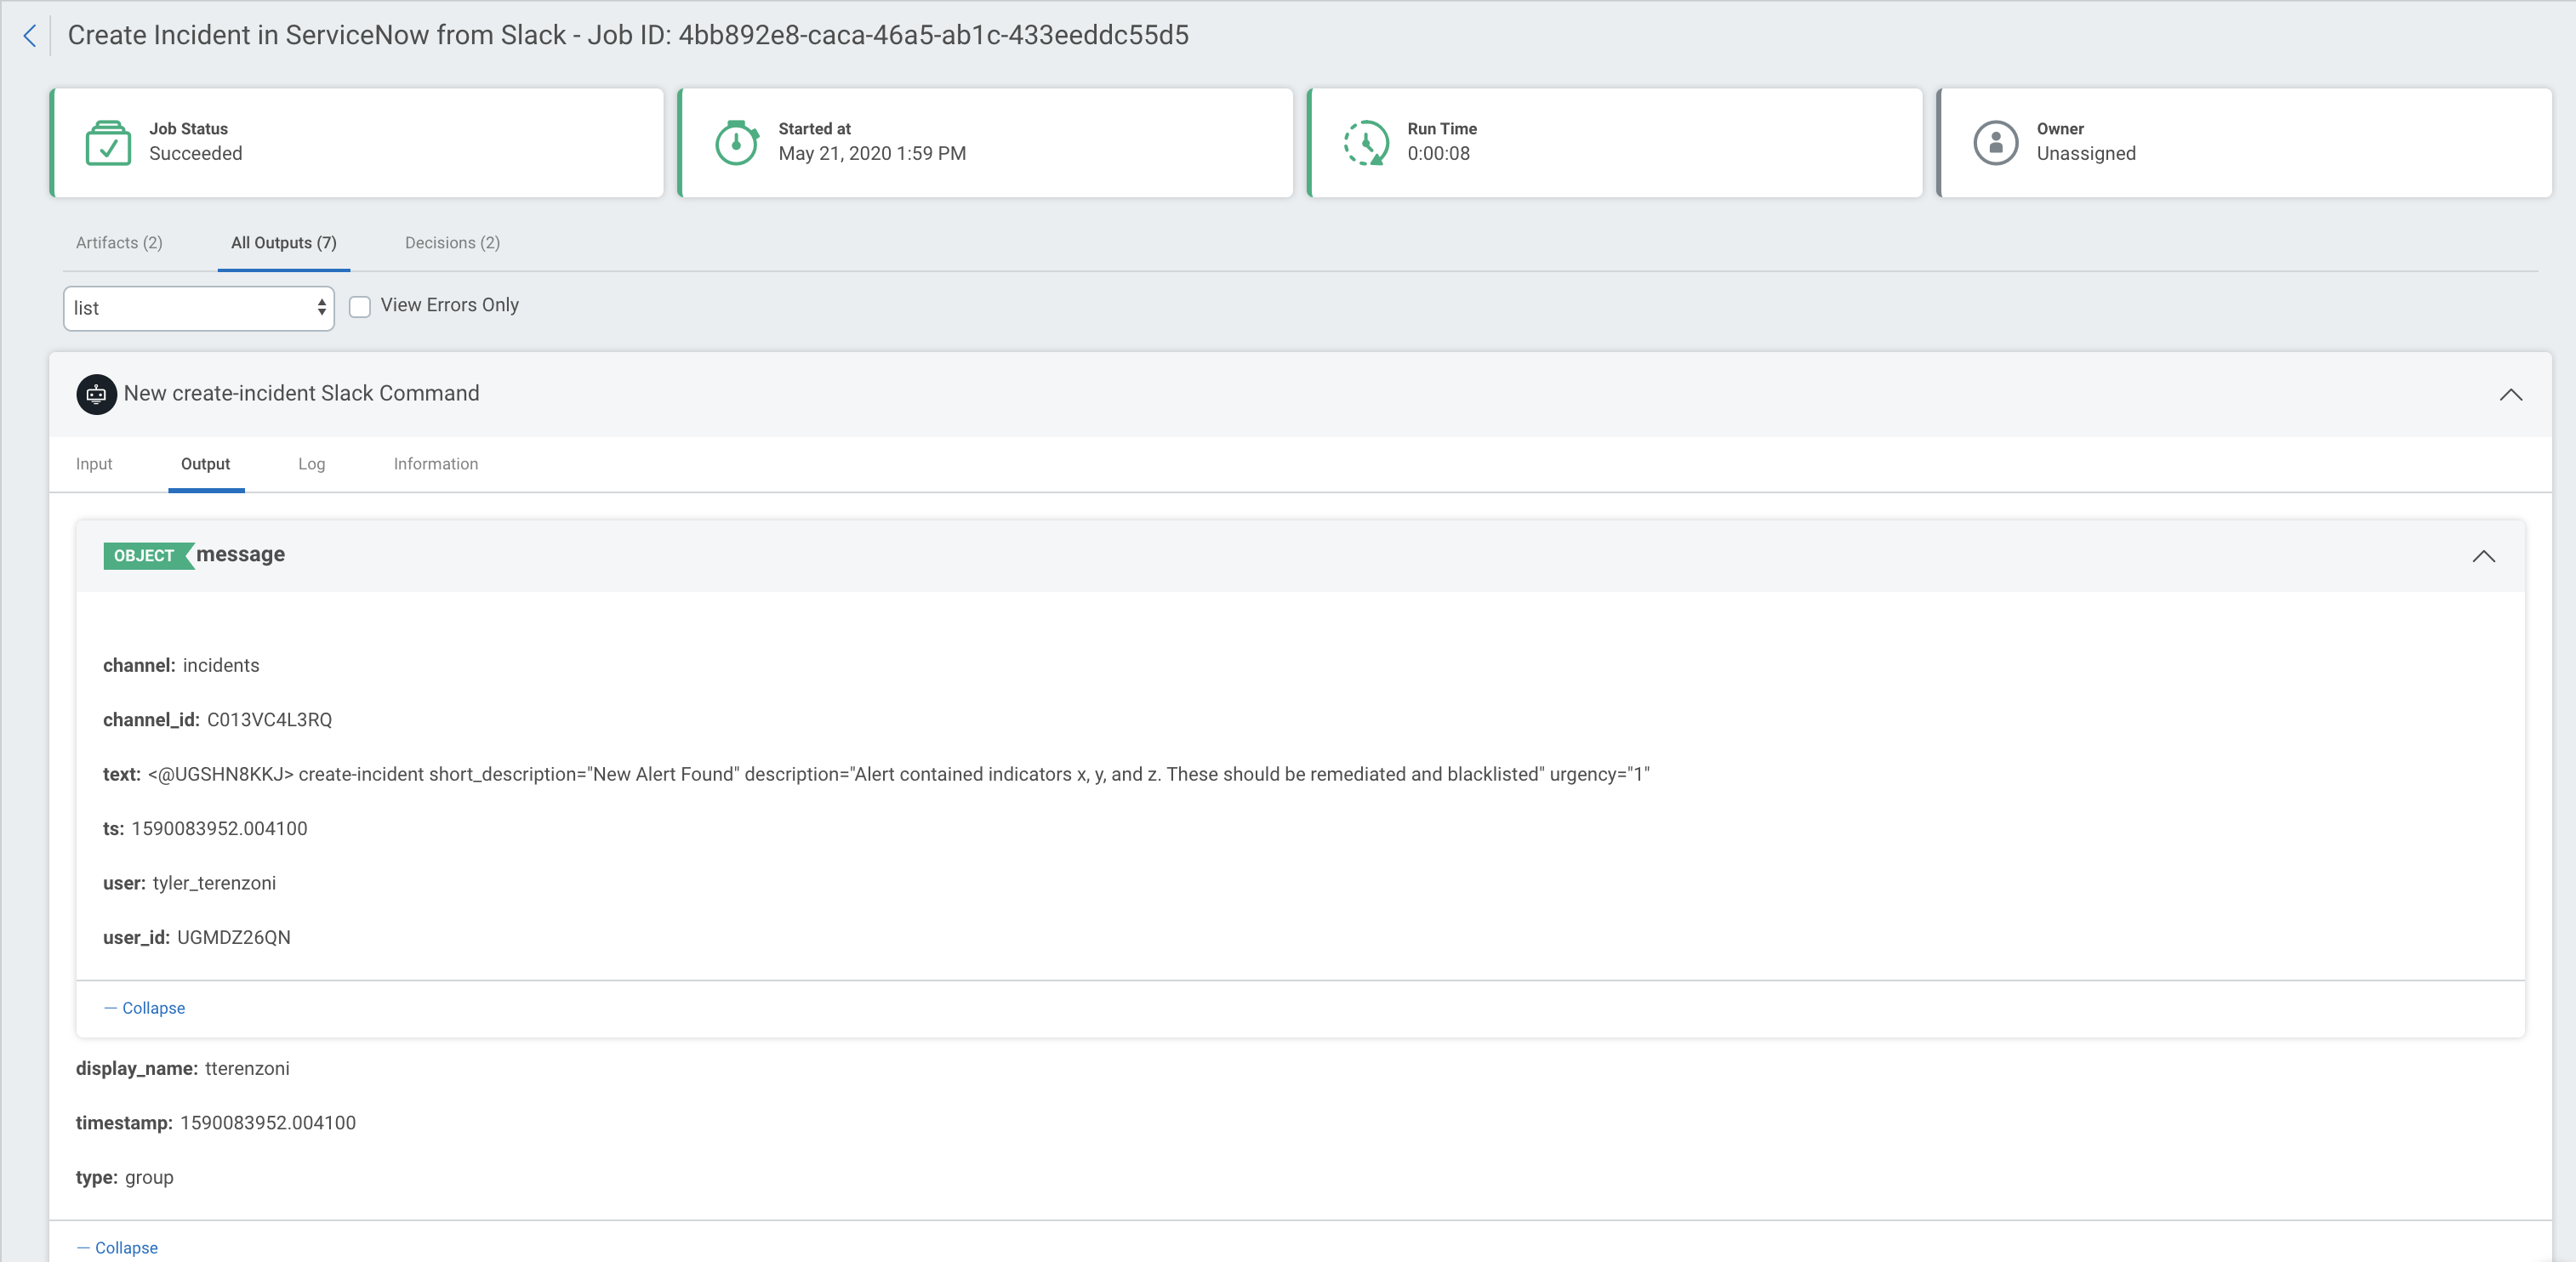 Create Incident in ServiceNow from Slack - Job ID: 4bb892e8-caca-46a5-ab1c-433eeddc55d5
Job Status
Succeeded
Started at
May 21, 2020 1:59 PM
Run Time
0:00:08
Owner
Unassigned
Artifacts (2)
All Outputs (7)
Decisions (2)
list
View Errors Only
New create-incident Slack Command
Input
Output
Log
Information
OBJECT message
channel: incidents
channel_id: C013VC4L3RQ
text: <@UGSHN8KKJ> create-incident short_description="New Alert Found" description="Alert contained indicators x, y, and z. These should be remediated and blacklisted" urgency="1"
ts: 1590083952.004100
user: tyler_terenzoni
user_id: UGMDZ26QN
— Collapse
display_name: tterenzoni
timestamp: 1590083952.004100
type: group
— Collapse